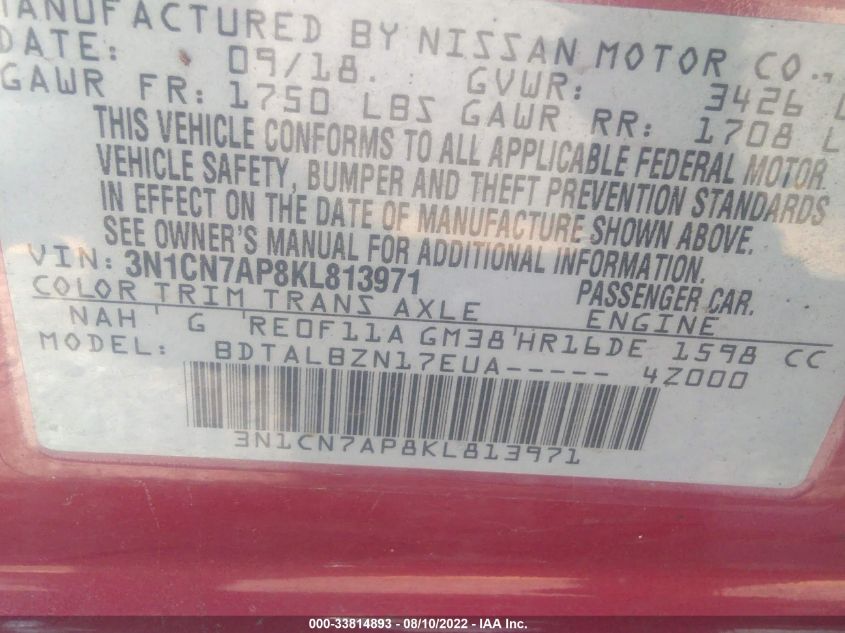 MANUFACTURED BY NISSAN MOTOR CO.,
DATE: 09/18. GVWR: 3426 L
GAWR FR: 1750 LBS GAWR RR: 1708 L
THIS VEHICLE CONFORMS TO ALL APPLICABLE FEDERAL MOTOR
VEHICLE SAFETY, BUMPER AND THEFT PREVENTION STANDARDS
IN EFFECT ON THE DATE OF MANUFACTURE SHOWN ABOVE.
SEE OWNER'S MANUAL FOR ADDITIONAL INFORMATION.
VIN: 3N1CN7AP8KL813971 PASSENGER CAR.
COLOR TRIM TRANS AXLE ENGINE
NAH G RE0F11A GM38 HR16DE 1598 CC
MODEL: BDTALBZN17EUA----- 4Z000
3N1CN7AP8KL813971
000-33814893 - 08/10/2022 - IAA Inc.